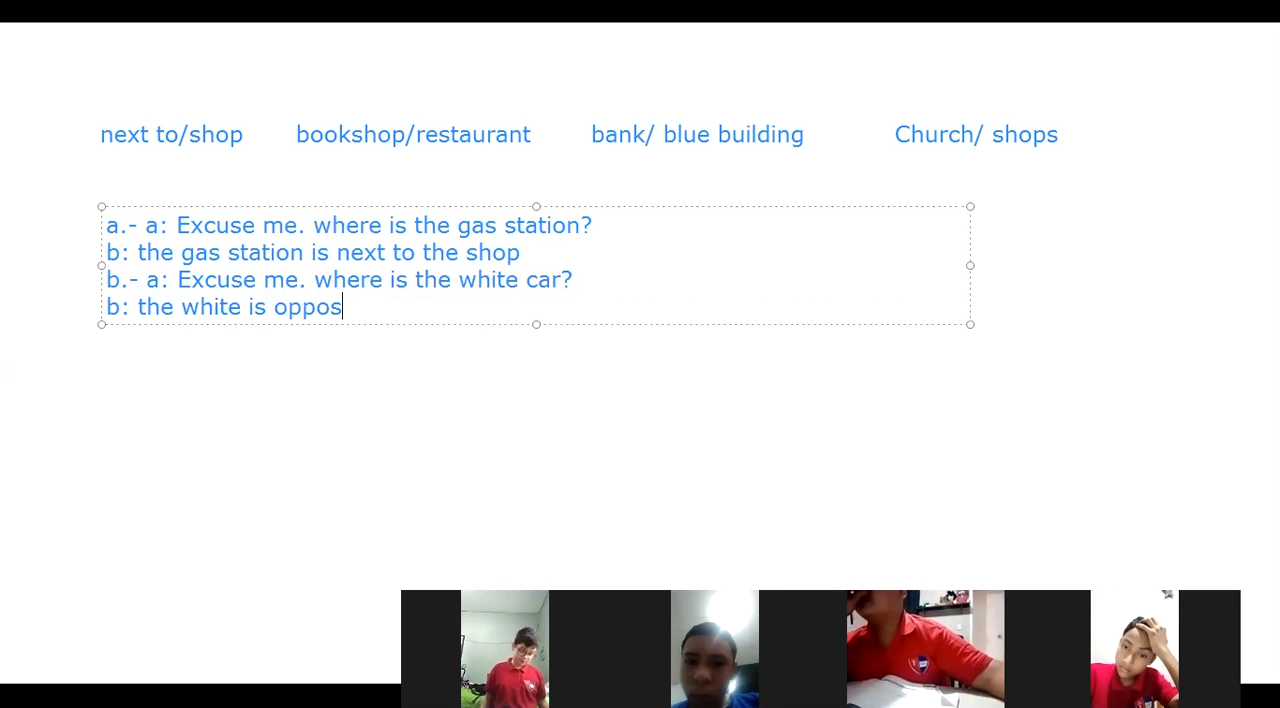 next to/shop bookshop/restaurant bank/ blue building Church/ shops
a.- a: Excuse me. where is the gas station?
b: the gas station is next to the shop
b.- a: Excuse me. where is the white car?
b: the white is oppos